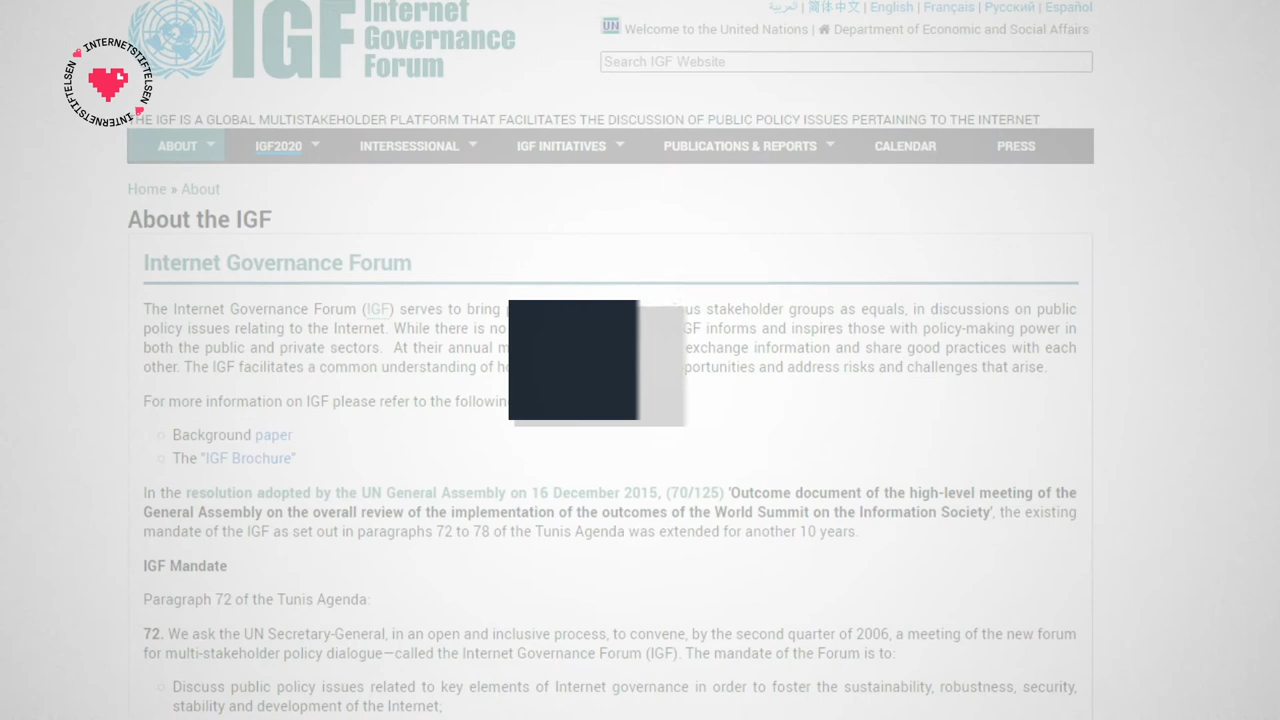 IGF Internet
Governance
Forum
العربية | 简体中文 | English | Français | Русский | Español
UN Welcome to the United Nations | Department of Economic and Social Affairs
Search IGF Website
INTERNETSTIFTELSEN INTERNETSTIFTELSEN
HE IGF IS A GLOBAL MULTISTAKEHOLDER PLATFORM THAT FACILITATES THE DISCUSSION OF PUBLIC POLICY ISSUES PERTAINING TO THE INTERNET
ABOUT IGF2020 INTERSESSIONAL IGF INITIATIVES PUBLICATIONS & REPORTS CALENDAR PRESS
Home » About
About the IGF
Internet Governance Forum
The Internet Governance Forum (IGF) serves to bring stakeholder groups as equals, in discussions on public
policy issues relating to the Internet. While there is no informs and inspires those with policy-making power in
both the public and private sectors. At their annual exchange information and share good practices with each
other. The IGF facilitates a common understanding of and address risks and challenges that arise.
For more information on IGF please refer to the
Background paper
The "IGF Brochure"
In the resolution adopted by the UN General Assembly on 16 December 2015, (70/125) 'Outcome document of the high-level meeting of the
General Assembly on the overall review of the implementation of the outcomes of the World Summit on the Information Society', the existing
mandate of the IGF as set out in paragraphs 72 to 78 of the Tunis Agenda was extended for another 10 years.
IGF Mandate
Paragraph 72 of the Tunis Agenda:
72. We ask the UN Secretary-General, in an open and inclusive process, to convene, by the second quarter of 2006, a meeting of the new forum
for multi-stakeholder policy dialogue—called the Internet Governance Forum (IGF). The mandate of the Forum is to:
Discuss public policy issues related to key elements of Internet governance in order to foster the sustainability, robustness, security,
stability and development of the Internet;